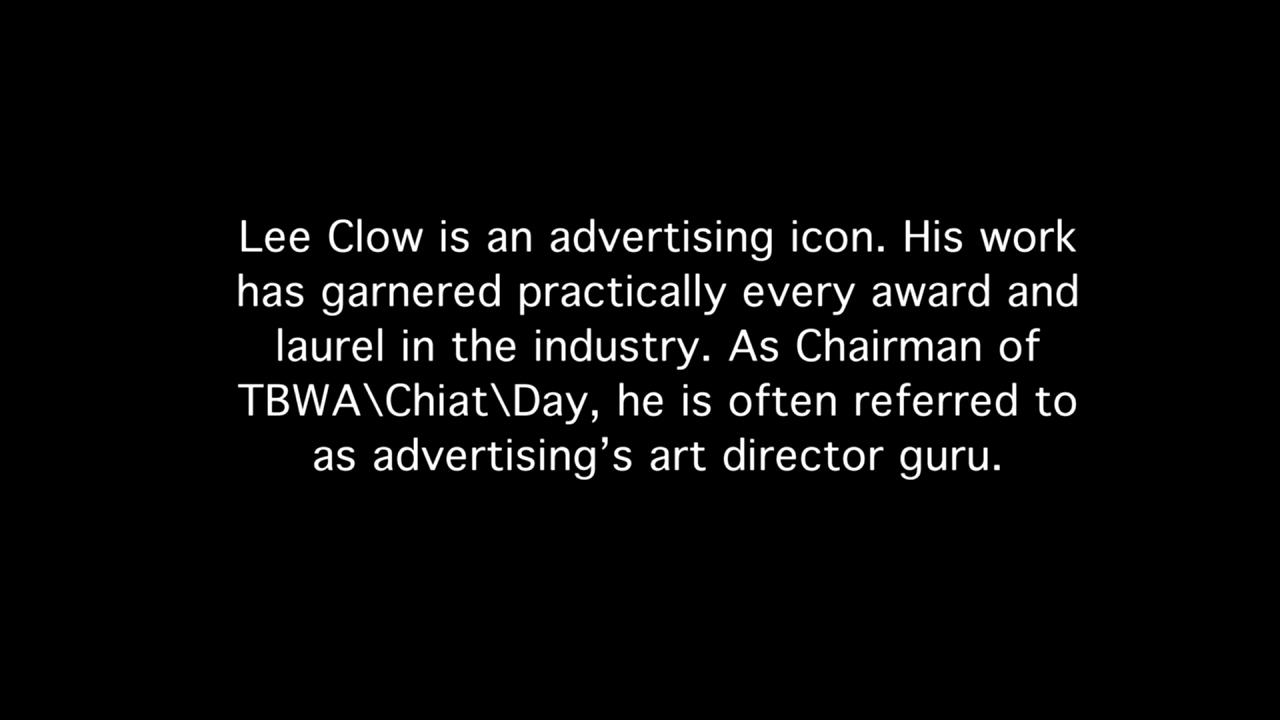 Lee Clow is an advertising icon. His work
has garnered practically every award and
laurel in the industry. As Chairman of
TBWA\Chiat\Day, he is often referred to
as advertising’s art director guru.